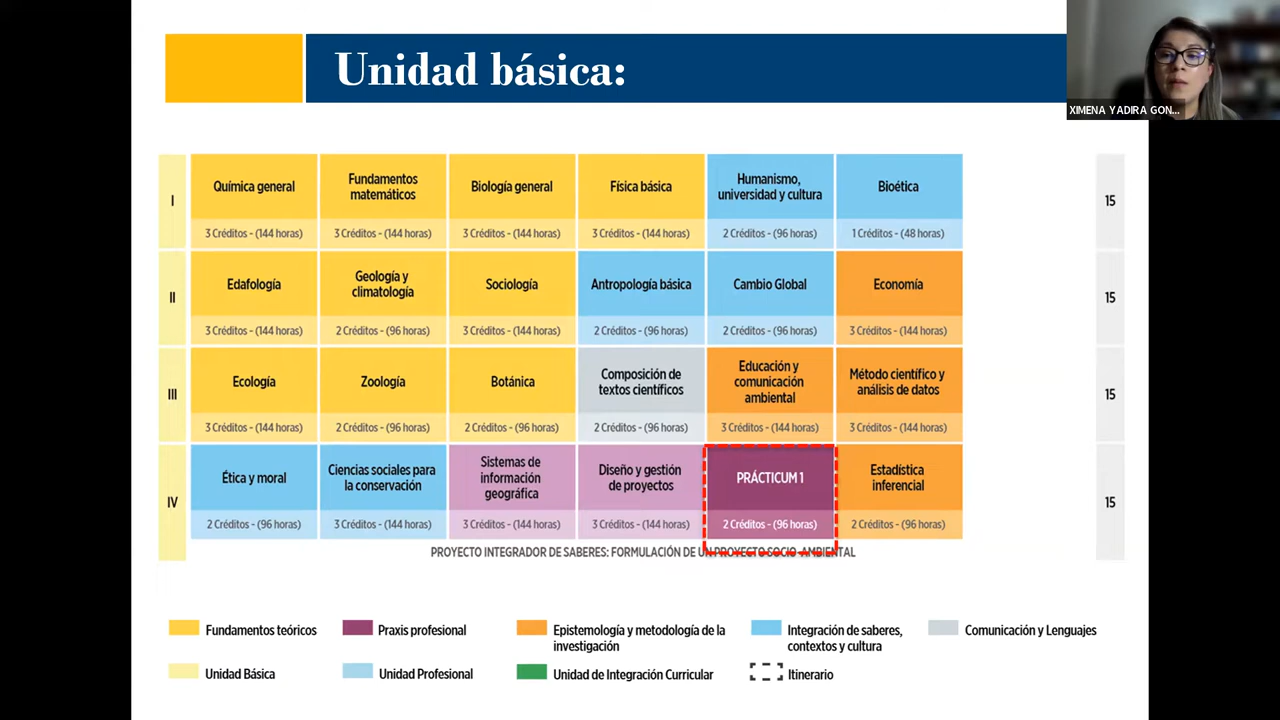 Unidad básica:
XIMENA YADIRA GON...
I
Química general
Fundamentos
matemáticos
Biología general
Física básica
Humanismo,
universidad y cultura
Bioética
15
3 Créditos - (144 horas)
3 Créditos - (144 horas)
3 Créditos - (144 horas)
3 Créditos - (144 horas)
2 Créditos - (96 horas)
1 Créditos - (48 horas)
II
Edafología
Geología y
climatología
Sociología
Antropología básica
Cambio Global
Economía
15
3 Créditos - (144 horas)
2 Créditos - (96 horas)
3 Créditos - (144 horas)
2 Créditos - (96 horas)
2 Créditos - (96 horas)
3 Créditos - (144 horas)
III
Ecología
Zoología
Botánica
Composición de
textos científicos
Educación y
comunicación
ambiental
Método científico y
análisis de datos
15
3 Créditos - (144 horas)
2 Créditos - (96 horas)
2 Créditos - (96 horas)
2 Créditos - (96 horas)
3 Créditos - (144 horas)
3 Créditos - (144 horas)
IV
Ética y moral
Ciencias sociales para
la conservación
Sistemas de
información
geográfica
Diseño y gestión
de proyectos
PRÁCTICUM 1
Estadística
inferencial
15
2 Créditos - (96 horas)
3 Créditos - (144 horas)
3 Créditos - (144 horas)
3 Créditos - (144 horas)
2 Créditos - (96 horas)
2 Créditos - (96 horas)
PROYECTO INTEGRADOR DE SABERES: FORMULACIÓN DE UN PROYECTO SOCIO-AMBIENTAL
Fundamentos teóricos
Praxis profesional
Epistemología y metodología de la
investigación
Integración de saberes,
contextos y cultura
Comunicación y Lenguajes
Unidad Básica
Unidad Profesional
Unidad de Integración Curricular
Itinerario